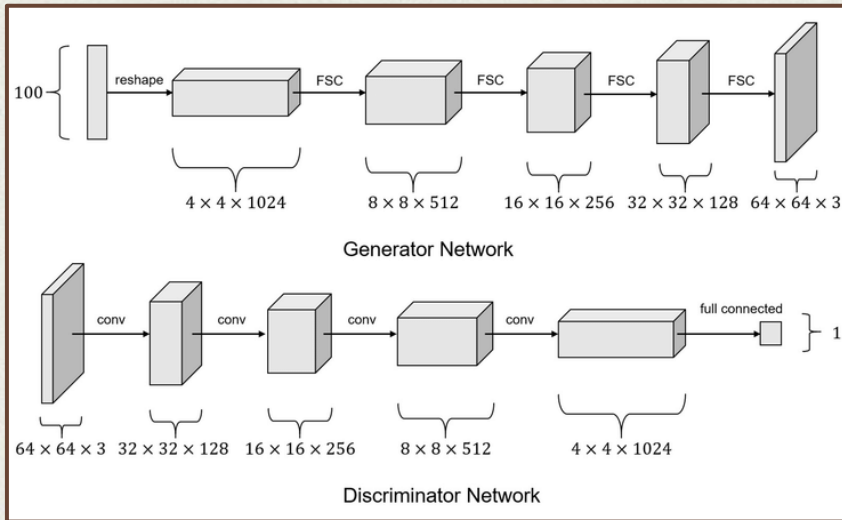 100
reshape
FSC
FSC
FSC
FSC
4 × 4 × 1024
8 × 8 × 512
16 × 16 × 256
32 × 32 × 128
64 × 64 × 3
Generator Network
conv
conv
conv
conv
full connected
1
64 × 64 × 3
32 × 32 × 128
16 × 16 × 256
8 × 8 × 512
4 × 4 × 1024
Discriminator Network